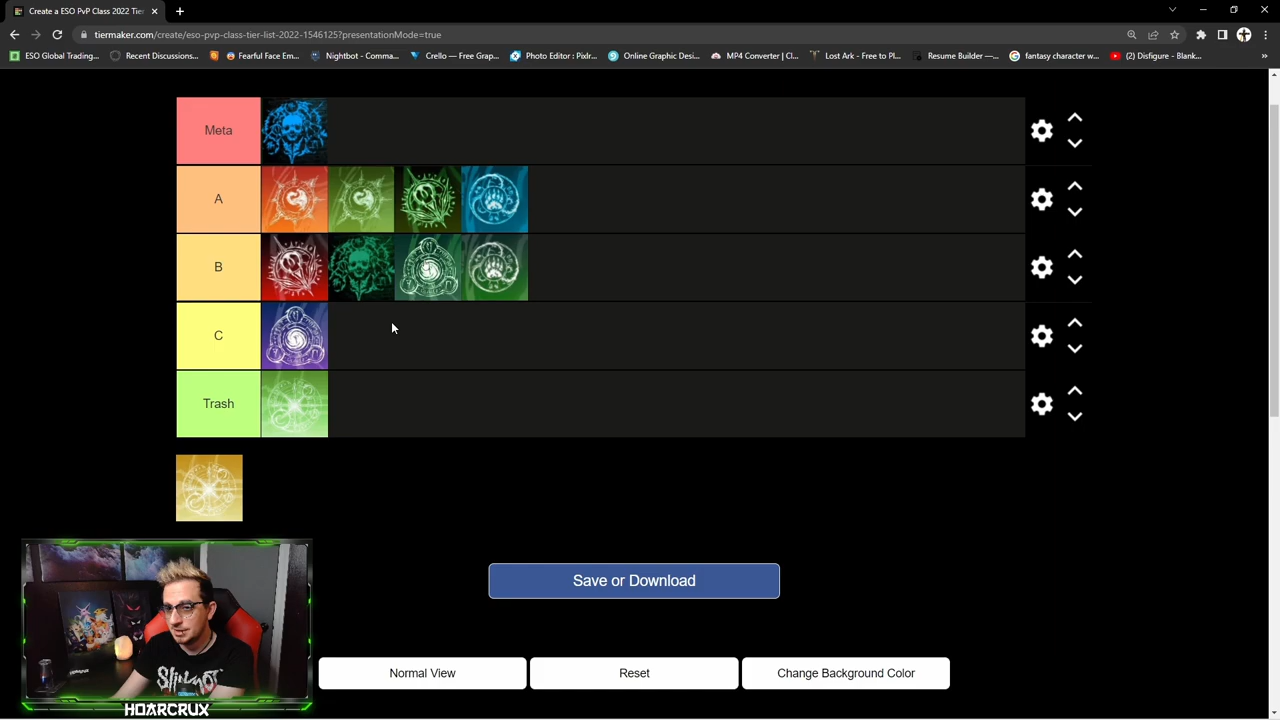 Create a ESO PvP Class 2022 Tier
tiermaker.com/create/eso-pvp-class-tier-list-2022-1546125?presentationMode=true
ESO Global Trading...
Recent Discussions...
Fearful Face Em...
Nightbot - Comma...
Crello — Free Grap...
Photo Editor : Pixlr...
Online Graphic Desi...
MP4 Converter | Cl...
Lost Ark - Free to Pl...
Resume Builder —...
fantasy character w...
(2) Disfigure - Blank...
Meta
A
B
C
Trash
Save or Download
Normal View
Reset
Change Background Color
SLIPKNOT
HOARCRUX